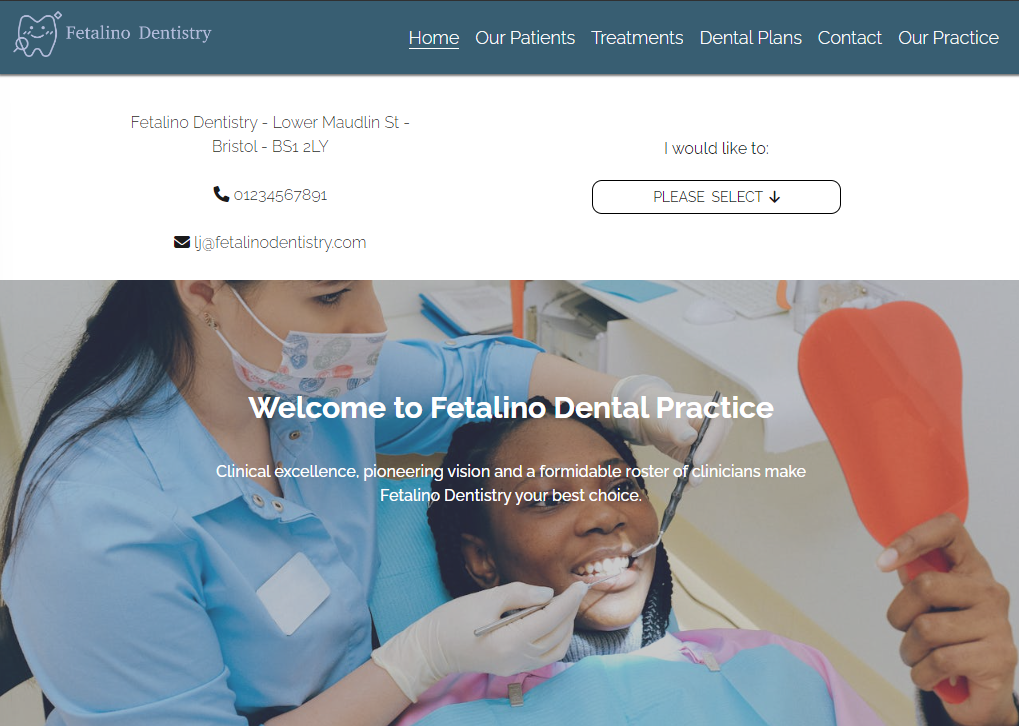 Fetalino Dentistry
Home Our Patients Treatments Dental Plans Contact Our Practice
Fetalino Dentistry - Lower Maudlin St -
Bristol - BS1 2LY
01234567891
lj@fetalinodentistry.com
I would like to:
PLEASE SELECT ↓
Welcome to Fetalino Dental Practice
Clinical excellence, pioneering vision and a formidable roster of clinicians make
Fetalino Dentistry your best choice.